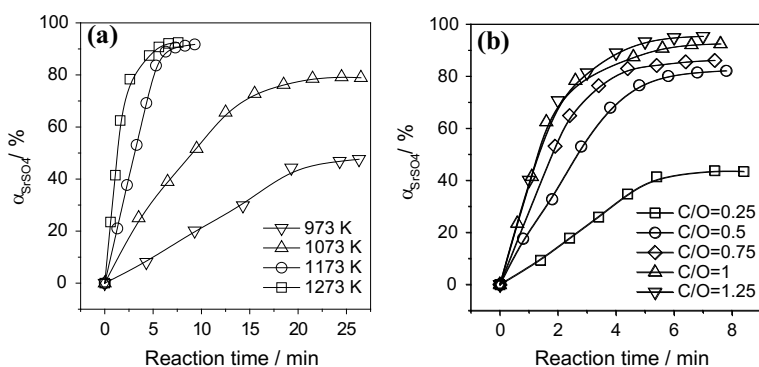 (a)
100
80
60
40
20
0
α SrSO4 / %
0 5 10 15 20 25
Reaction time / min
973 K
1073 K
1173 K
1273 K
(b)
100
80
60
40
20
0
α SrSO4 / %
0 2 4 6 8
Reaction time / min
C/O=0.25
C/O=0.5
C/O=0.75
C/O=1
C/O=1.25